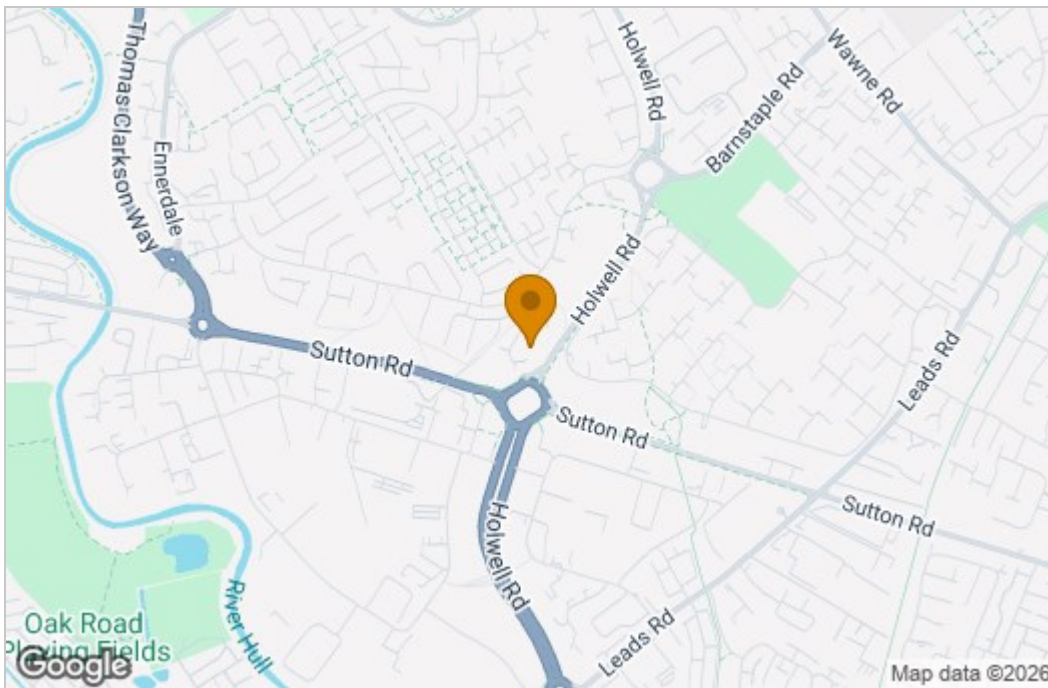 Thomas Clarkson Way
Ennerdale
Holwell Rd
Barnstaple Rd
Wawne Rd
Holwell Rd
Sutton Rd
Leads Rd
Sutton Rd
Sutton Rd
Holwell Rd
Leads Rd
River Hull
Oak Road
Playing Fields
Google
Map data ©2026